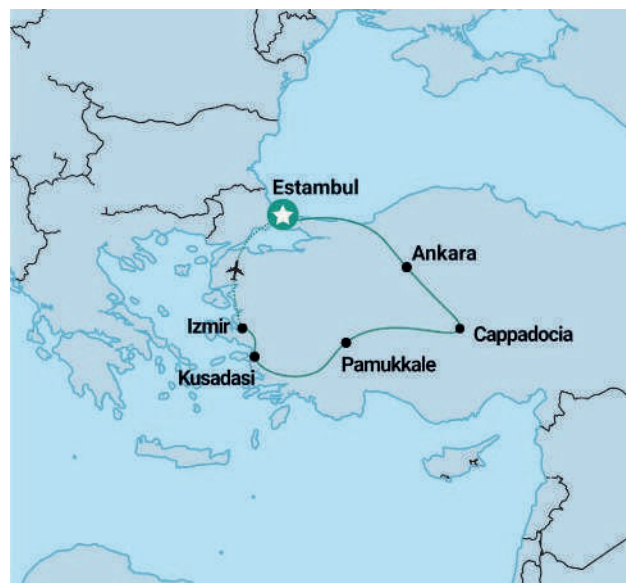 Estambul
Ankara
Izmir
Cappadocia
Pamukkale
Kusadasi